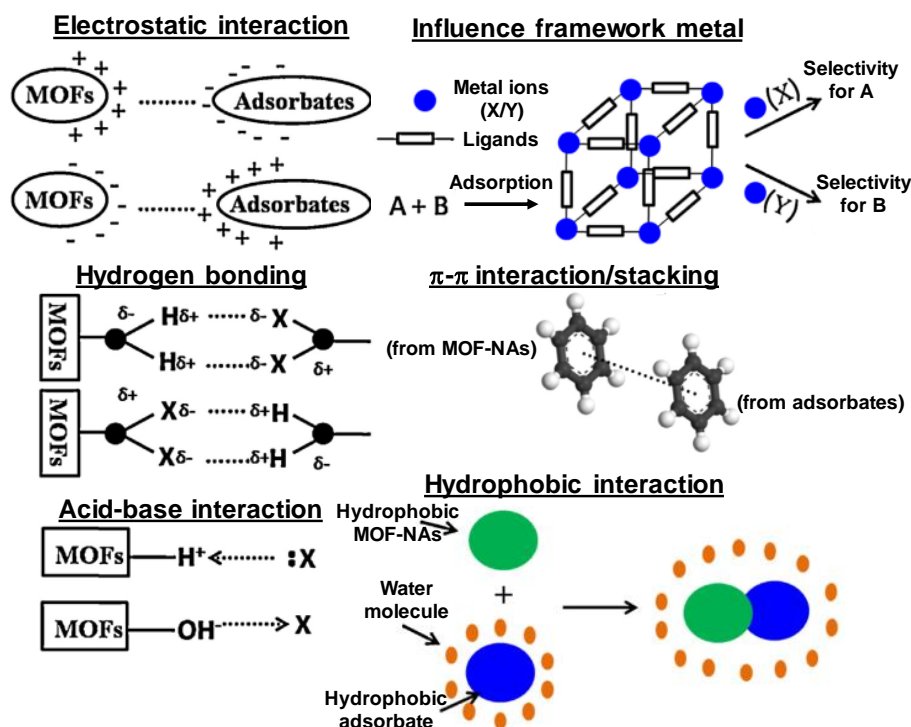 Electrostatic interaction
MOFs + + + + + + + ........ - - - - - - - - Adsorbates
MOFs - - - - - - - ........ + + + + + + + + + + Adsorbates
Influence framework metal
Metal ions
(X/Y)
Ligands
A + B
Adsorption
(X)
Selectivity
for A
(Y)
Selectivity
for B
Hydrogen bonding
MOFs
δ-
Hδ+ ...... δ- X
Hδ+ ...... δ- X
δ+
MOFs
δ+
Xδ- ...... δ+H
Xδ- ...... δ+H
δ-
π-π interaction/stacking
(from MOF-NAs)
(from adsorbates)
Acid-base interaction
MOFs
H⁺
:X
MOFs
OH⁻
X
Hydrophobic interaction
Hydrophobic
MOF-NAs
+
Water
molecule
Hydrophobic
adsorbate